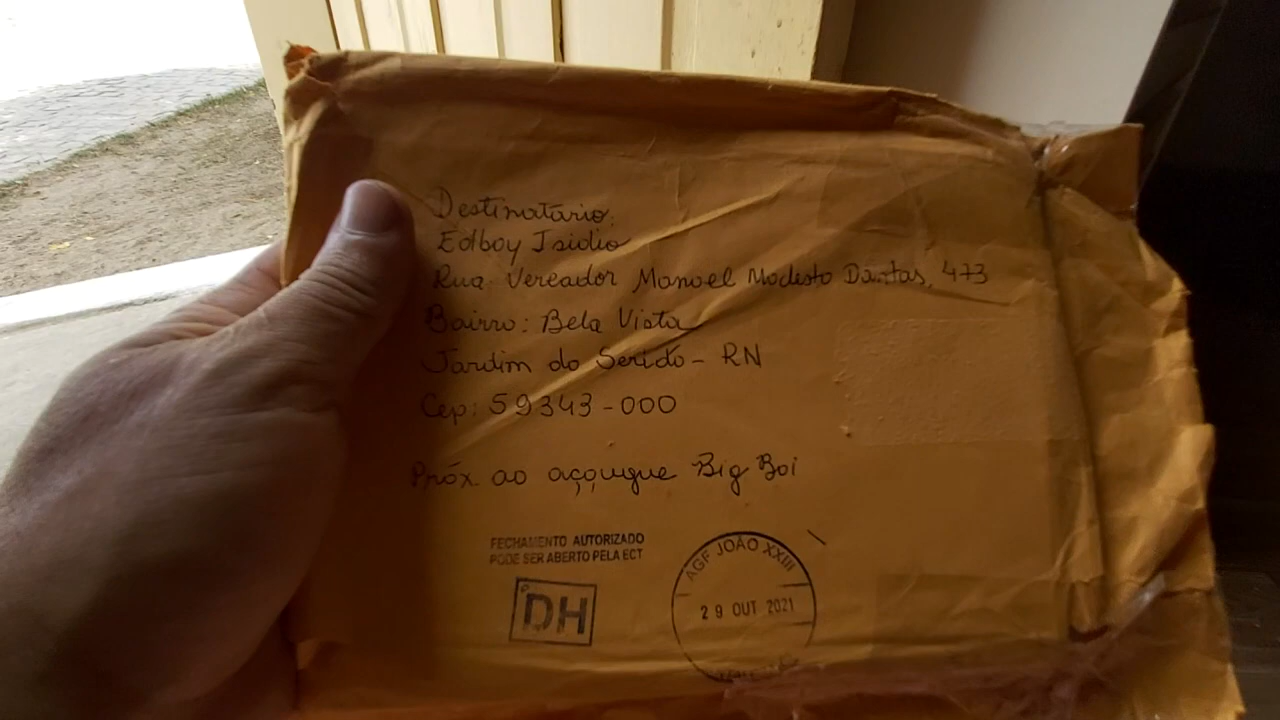 Destinatário:
Edboy Isidio
Rua: Vereador Manoel Modesto Dantas, 473
Bairro: Bela Vista
Jardim do Seridó - RN
Cep: 59343-000
Próx. ao açougue Big Boi
FECHAMENTO AUTORIZADO
PODE SER ABERTO PELA ECT
DH
AGF JOÃO XXIII
29 OUT 2021